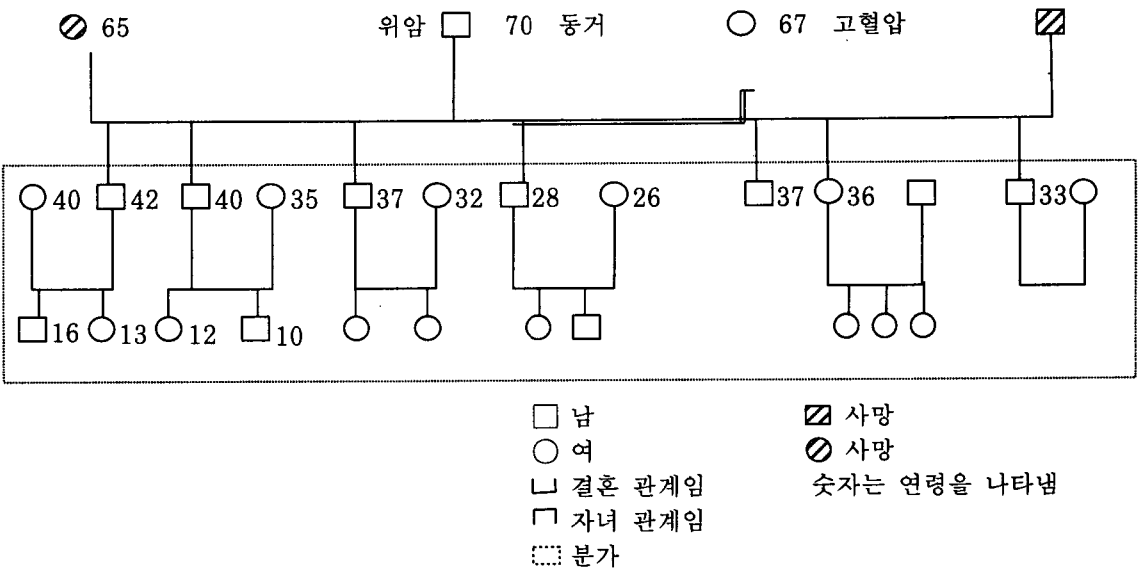 65 위암 70 동거 67 고혈압
40 42 40 35 37 32 28 26 37 36 33
16 13 12 10
남 사망
여 사망
결혼 관계임 숫자는 연령을 나타냄
자녀 관계임
분가